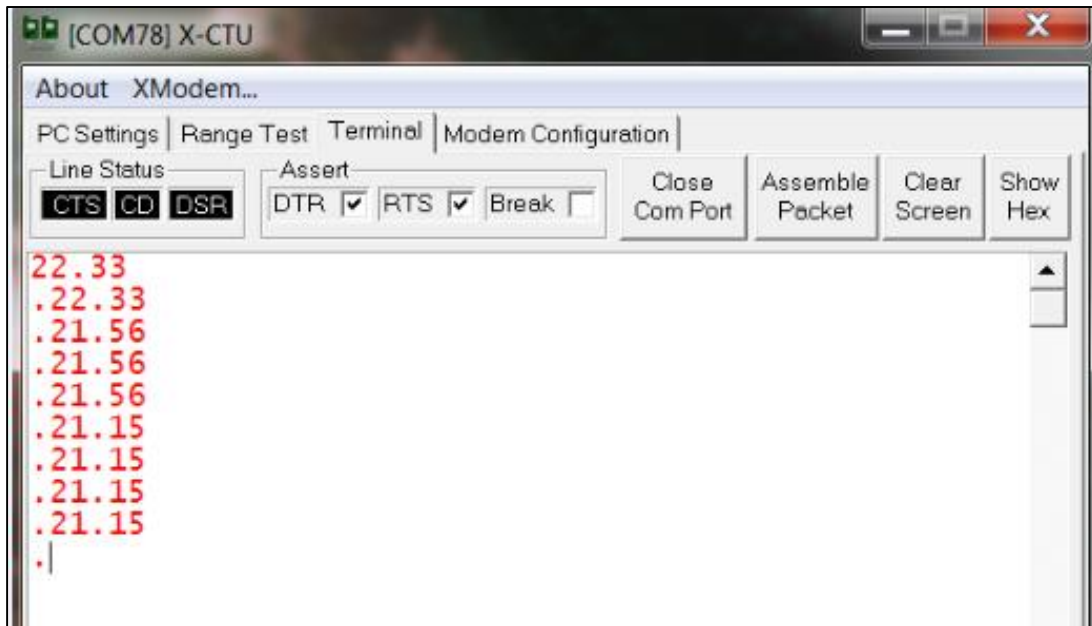 [COM78] X-CTU
About XModem...
PC Settings Range Test Terminal Modem Configuration
Line Status
CTS CD DSR
Assert
DTR RTS Break
Close Com Port
Assemble Packet
Clear Screen
Show Hex
22.33
.22.33
.21.56
.21.56
.21.56
.21.15
.21.15
.21.15
.21.15
.